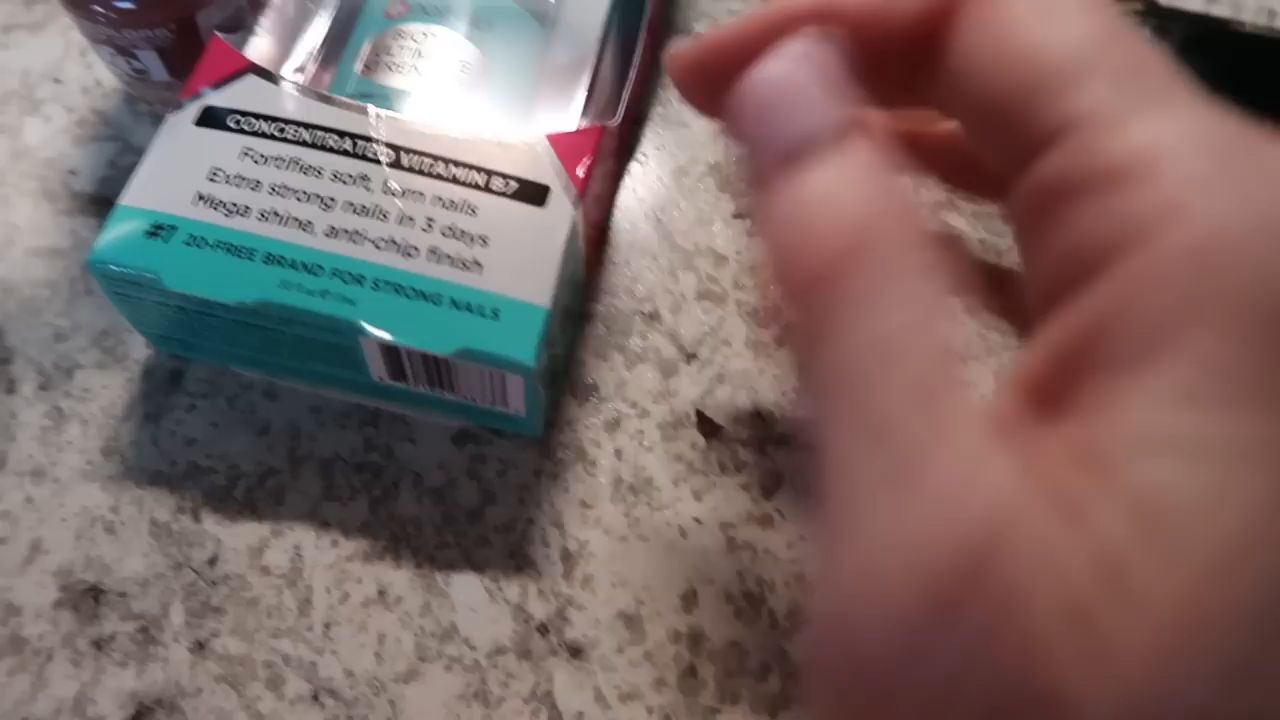 CONCENTRATED VITAMIN B7
Fortifies soft, torn nails
Extra strong nails in 3 days
Mega shine, anti-chip finish
#1 20-FREE BRAND FOR STRONG NAILS